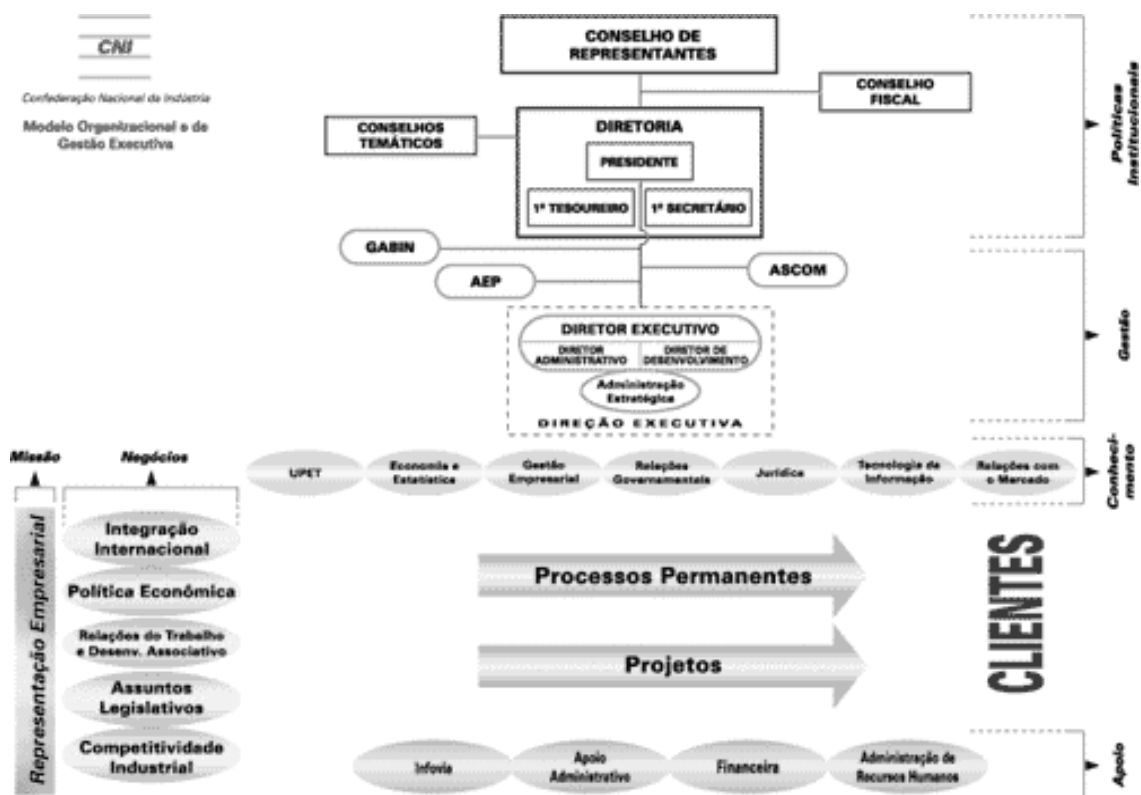 CNI
Confederação Nacional da Indústria
Modelo Organizacional e de
Gestão Executiva
CONSELHO DE
REPRESENTANTES
CONSELHO
FISCAL
CONSELHOS
TEMÁTICOS
DIRETORIA
PRESIDENTE
1º TESOUREIRO
1º SECRETÁRIO
Políticas
Institucionais
GABIN
AEP
ASCOM
DIRETOR EXECUTIVO
DIRETOR
ADMINISTRATIVO
DIRETOR DE
DESENVOLVIMENTO
Administração
Estratégica
DIREÇÃO EXECUTIVA
Gestão
Missão
Negócios
UPET
Economia e
Estatística
Gestão
Empresarial
Relações
Governamentais
Jurídica
Tecnologia da
Informação
Relações com
o Mercado
Conheci-
mento
Representação Empresarial
Integração
Internacional
Política Econômica
Relações do Trabalho
e Desenv. Associativo
Assuntos
Legislativos
Competitividade
Industrial
Processos Permanentes
Projetos
CLIENTES
Infovia
Apoio
Administrativo
Financeira
Administração de
Recursos Humanos
Apoio